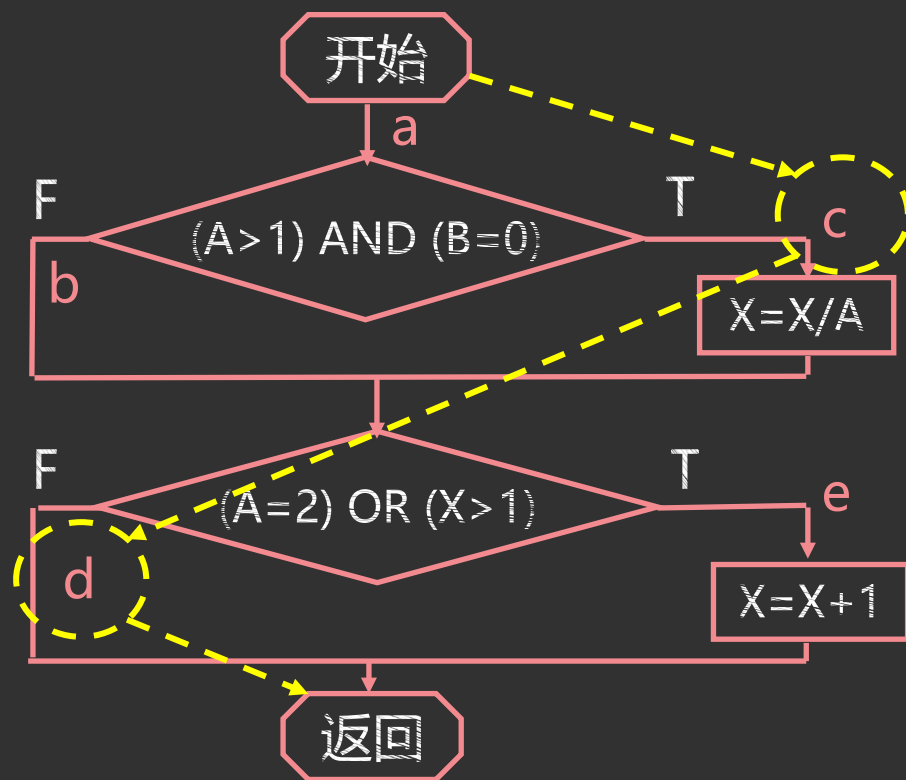 开始
a
F
T
(A>1) AND (B=0)
c
b
X=X/A
F
T
(A=2) OR (X>1)
e
d
X=X+1
返回